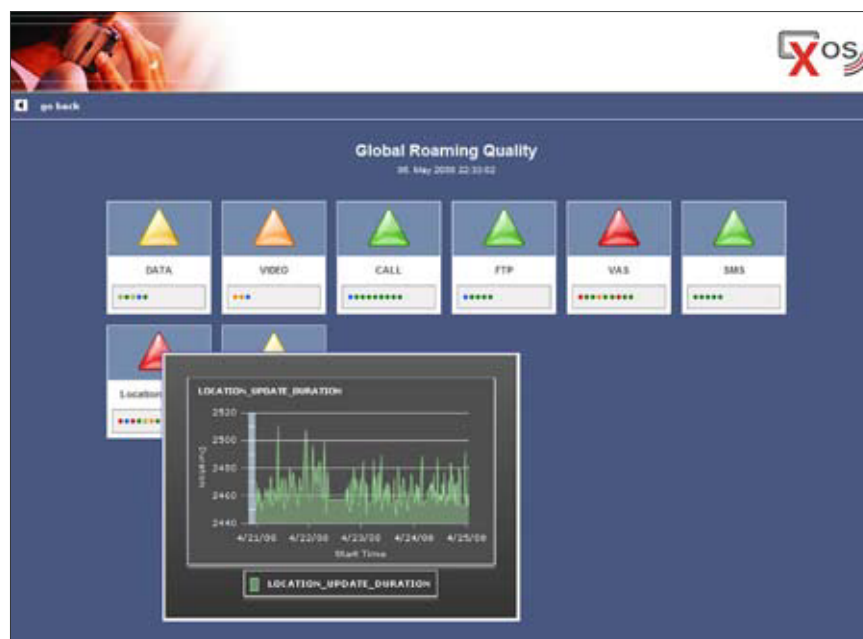 XOS
go back
Global Roaming Quality
DATA
VIDEO
CALL
FTP
VAS
SMS
Location
LOCATION_UPDATE_DURATION
2520
2500
2480
2460
2440
Duration
4/21/08 4/22/08 4/23/08 4/24/08 4/25/08
Start Time
LOCATION_UPDATE_DURATION